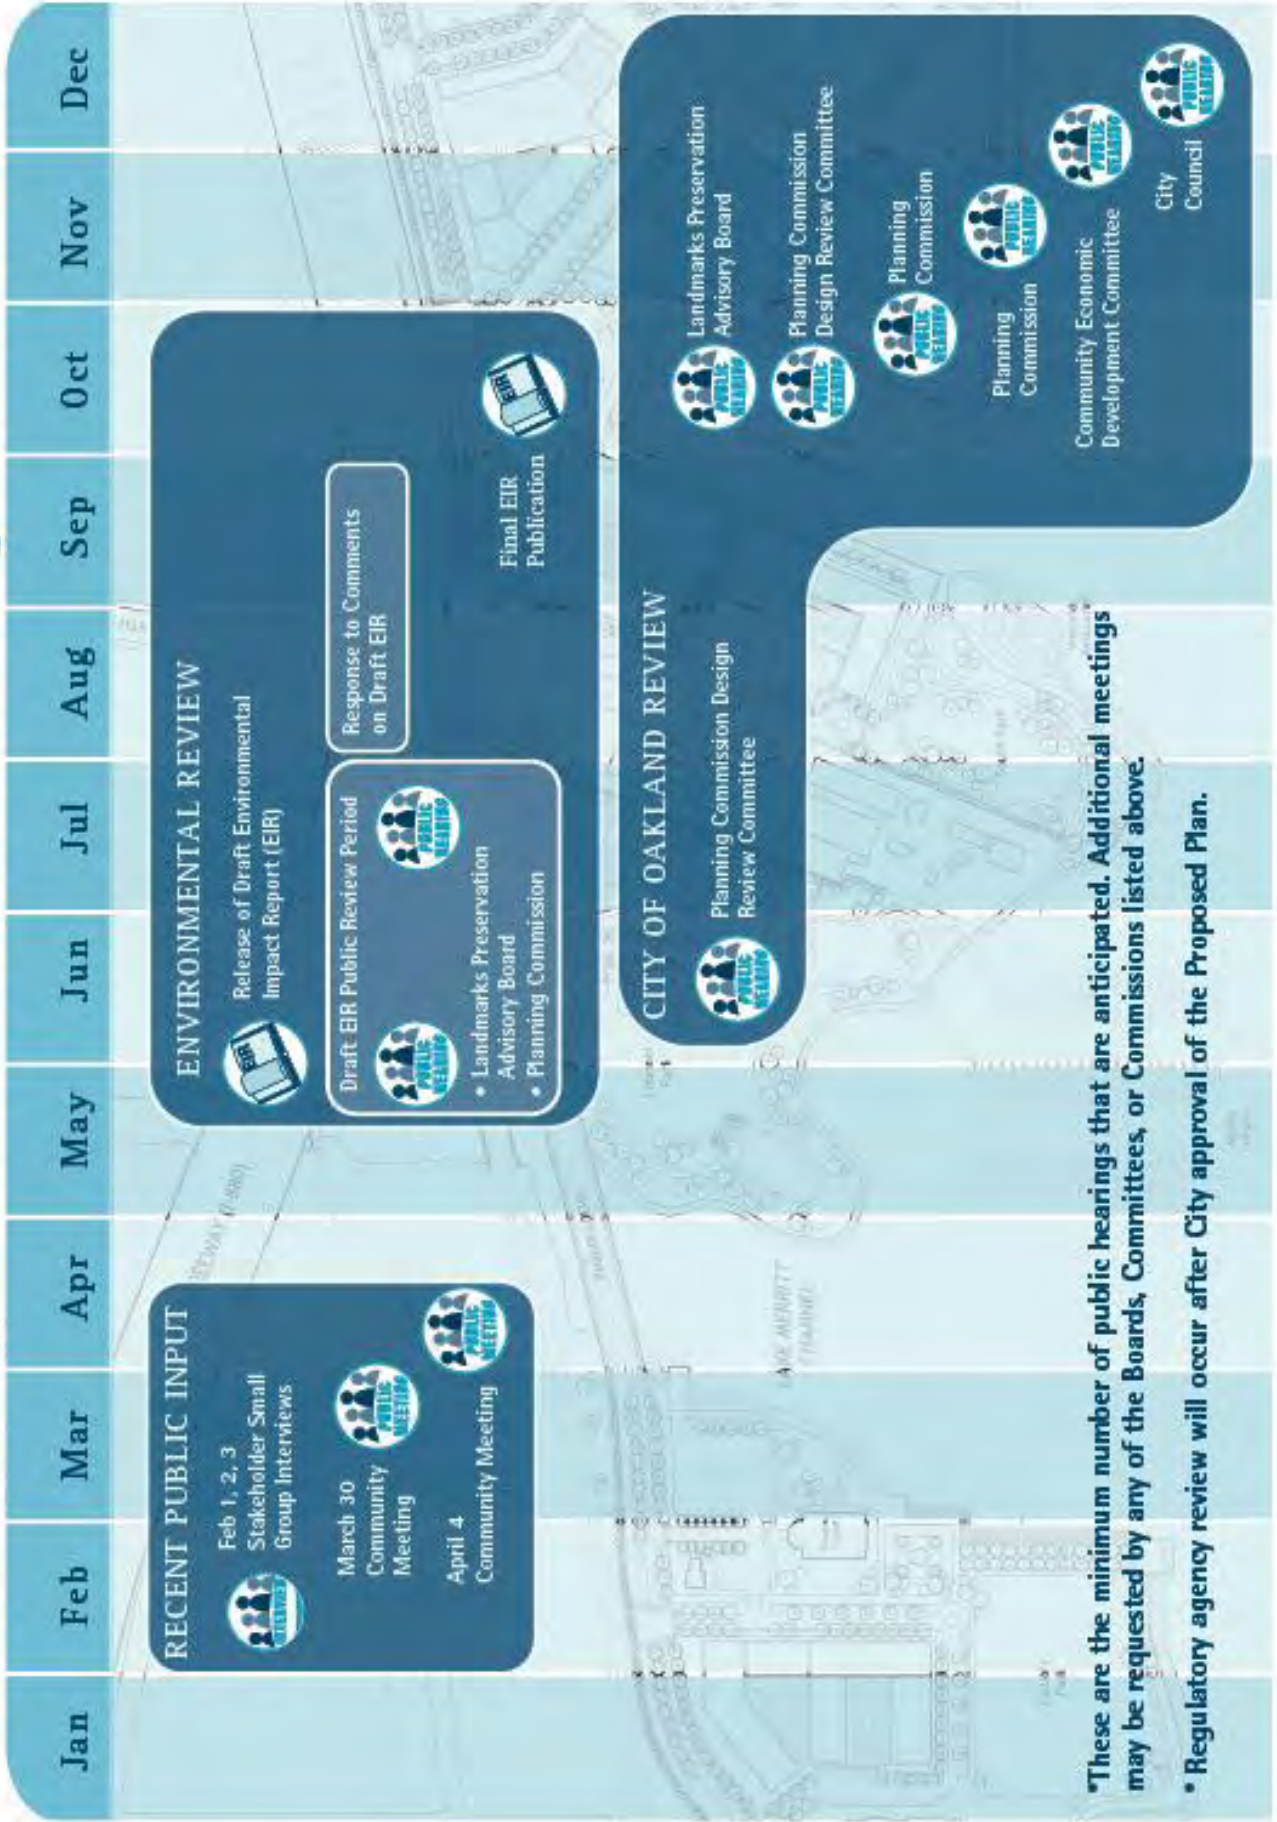 Jan
Feb
Mar
Apr
May
Jun
Jul
Aug
Sep
Oct
Nov
Dec
RECENT PUBLIC INPUT
Feb 1, 2, 3
Stakeholder Small
Group Interviews
March 30
Community
Meeting
PUBLIC
MEETING
April 4
Community Meeting
PUBLIC
MEETING
ENVIRONMENTAL REVIEW
EIR
Release of Draft Environmental
Impact Report (EIR)
Draft EIR Public Review Period
PUBLIC
HEARING
PUBLIC
HEARING
• Landmarks Preservation
Advisory Board
• Planning Commission
Response to Comments
on Draft EIR
Final EIR
Publication
EIR
CITY OF OAKLAND REVIEW
PUBLIC
HEARING
Planning Commission Design
Review Committee
PUBLIC
HEARING
Landmarks Preservation
Advisory Board
PUBLIC
HEARING
Planning Commission
Design Review Committee
PUBLIC
HEARING
Planning
Commission
Planning
Commission
PUBLIC
HEARING
Community Economic
Development Committee
PUBLIC
HEARING
City
Council
PUBLIC
HEARING
LAKE MERRITT
CHANNEL
*These are the minimum number of public hearings that are anticipated. Additional meetings
may be requested by any of the Boards, Committees, or Commissions listed above.
* Regulatory agency review will occur after City approval of the Proposed Plan.